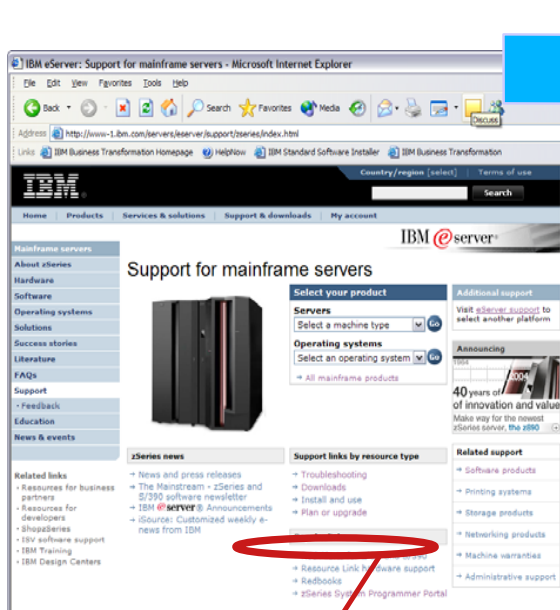 IBM eServer: Support for mainframe servers - Microsoft Internet Explorer
File Edit View Favorites Tools Help
Back Search Favorites Media
Discuss
Address http://www-1.ibm.com/servers/eserver/support/zseries/index.html
Links IBM Business Transformation Homepage HelpNow IBM Standard Software Installer IBM Business Transformation
Country/region [select] Terms of use
IBM
Search
Home Products Services & solutions Support & downloads My account
IBM eserver
Mainframe servers
About zSeries
Hardware
Software
Operating systems
Solutions
Success stories
Literature
FAQs
Support
· Feedback
Education
News & events
Related links
· Resources for business
partners
· Resources for
developers
· ShopzSeries
· ISV software support
· IBM Training
· IBM Design Centers
Support for mainframe servers
Select your product
Servers
Select a machine type Go
Operating systems
Select an operating system Go
All mainframe products
zSeries news
News and press releases
The Mainstream - zSeries and
S/390 software newsletter
IBM eserver® Announcements
iSource: Customized weekly e-
news from IBM
Support links by resource type
Troubleshooting
Downloads
Install and use
Plan or upgrade
Resource Link hardware support
Redbooks
zSeries System Programmer Portal
Additional support
Visit eServer support to
select another platform
Announcing
1964
2004
40 years of
of innovation and value
Make way for the newest
zSeries server, the z890
Related support
Software products
Printing systems
Storage products
Networking products
Machine warranties
Administrative support